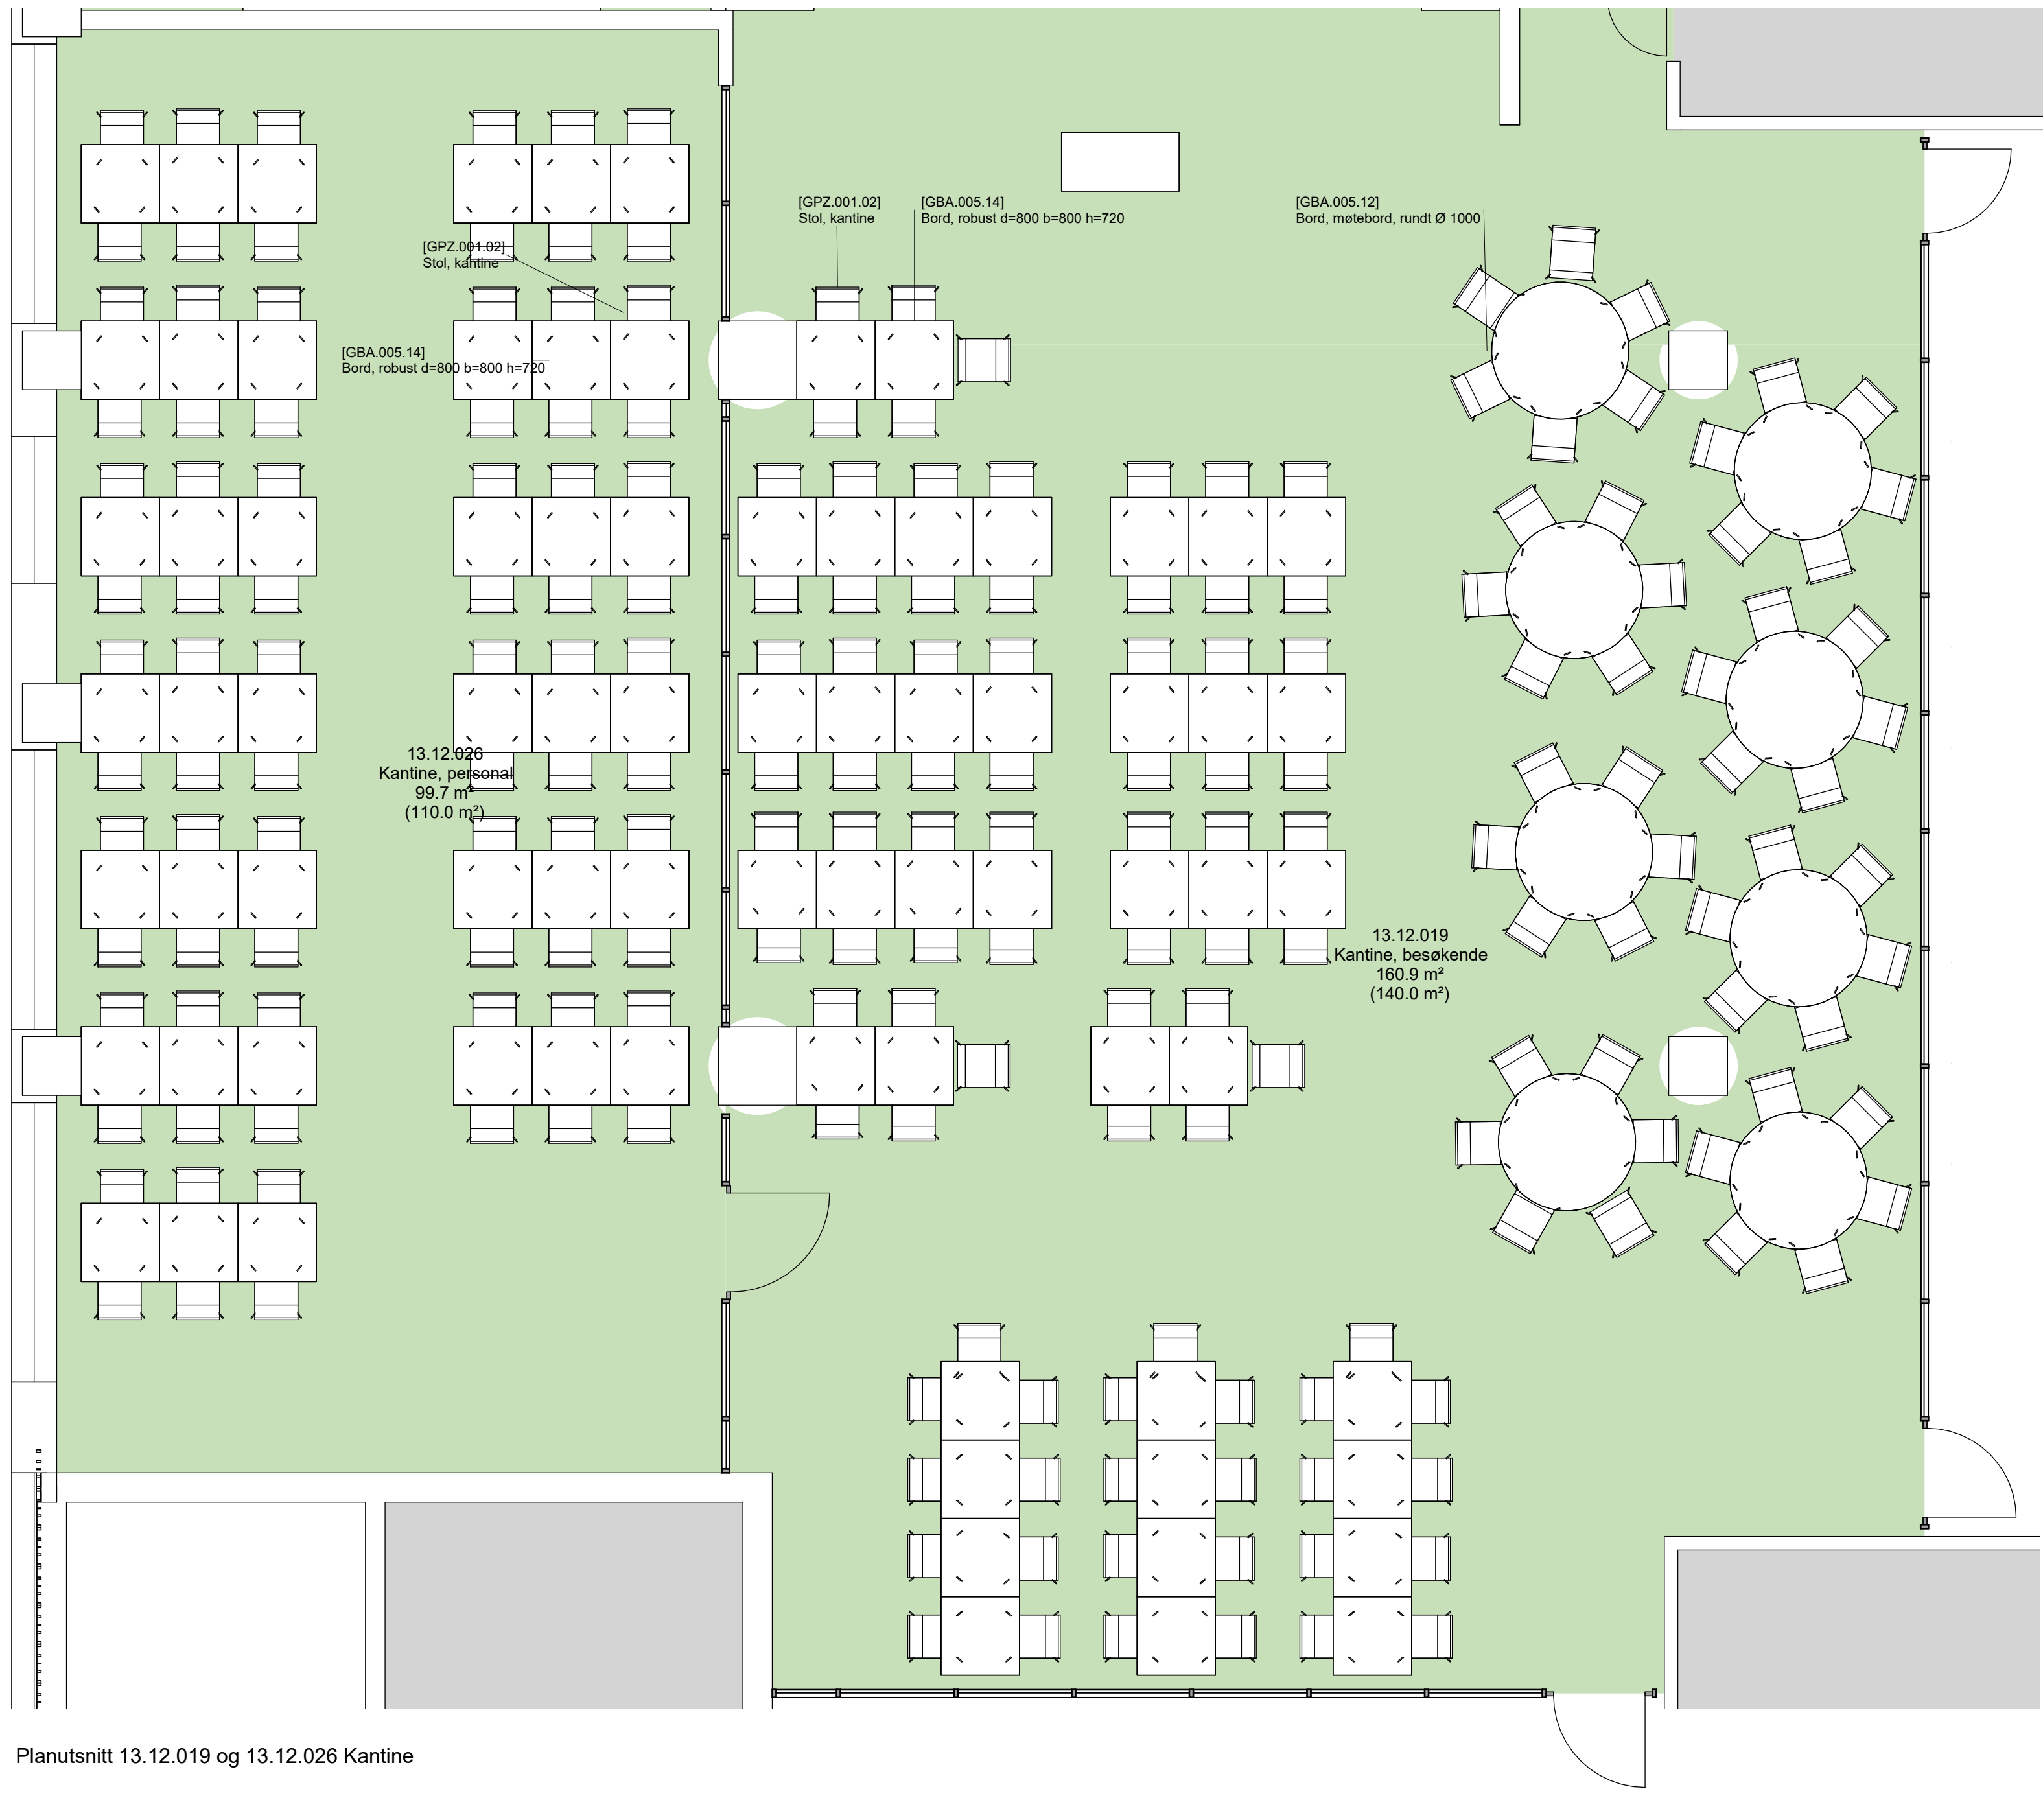 [GPZ.001.02]
Stol, kantine
[GBA.005.14]
Bord, robust d=800 b=800 h=720
[GBA.005.12]
Bord, møtebord, rundt Ø 1000
[GPZ.001.02]
Stol, kantine
[GBA.005.14]
Bord, robust d=800 b=800 h=720
13.12.026
Kantine, personal
99.7 m²
(110.0 m²)
13.12.019
Kantine, besøkende
160.9 m²
(140.0 m²)
Planutsnitt 13.12.019 og 13.12.026 Kantine